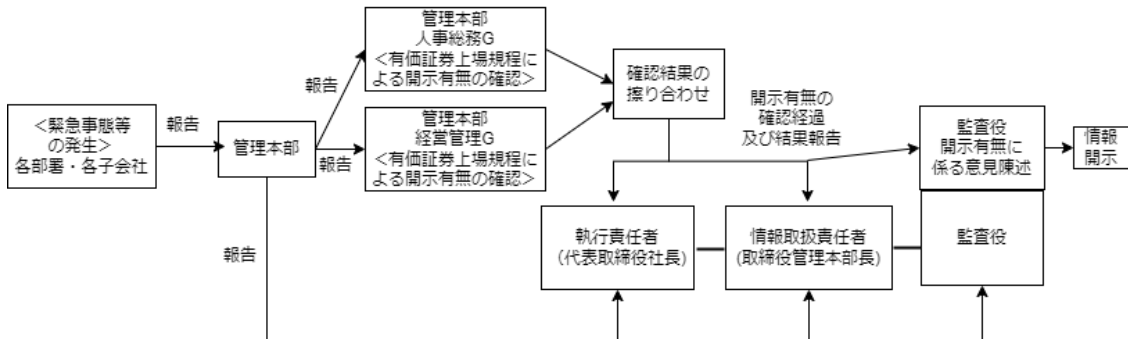 ＜緊急事態等
の発生＞
各部署・各子会社
報告
管理本部
報告
報告
報告
管理本部
人事総務G
＜有価証券上場規程に
よる開示有無の確認＞
管理本部
経営管理G
＜有価証券上場規程に
よる開示有無の確認＞
確認結果の
擦り合わせ
開示有無の
確認経過
及び結果報告
執行責任者
（代表取締役社長)
情報取扱責任者
(取締役管理本部長)
監査役
開示有無に
係る意見陳述
監査役
情報
開示